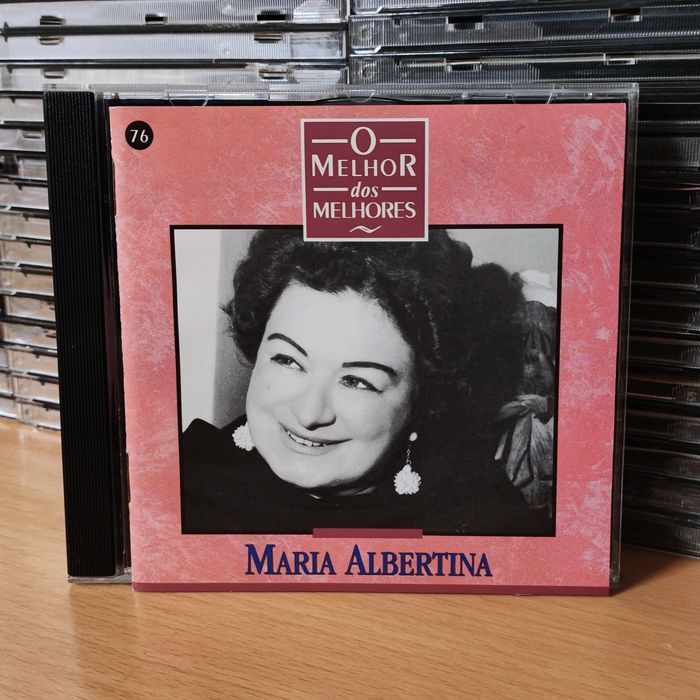 76
O
MELHOR
dos
MELHORES
MARIA ALBERTINA